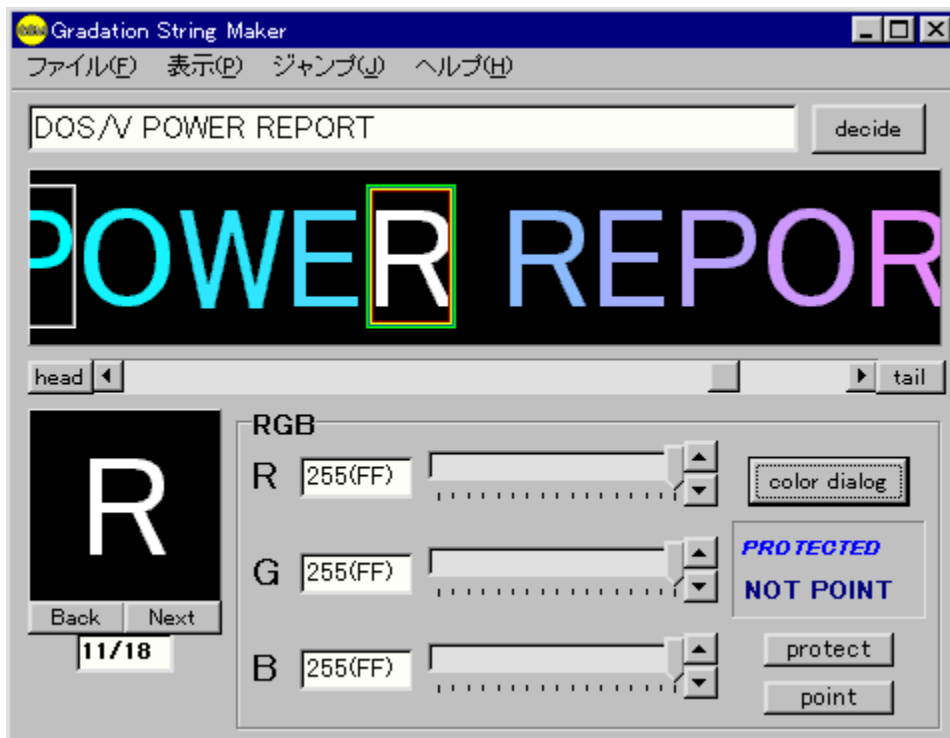 Gradation String Maker
ファイル(F) 表示(P) ジャンプ(J) ヘルプ(H)
DOS/V POWER REPORT decide
POWER REPOR
head tail
R
Back Next
11/18
RGB
R 255(FF) color dialog
PROTECTED
G 255(FF)
NOT POINT
B 255(FF) protect
point